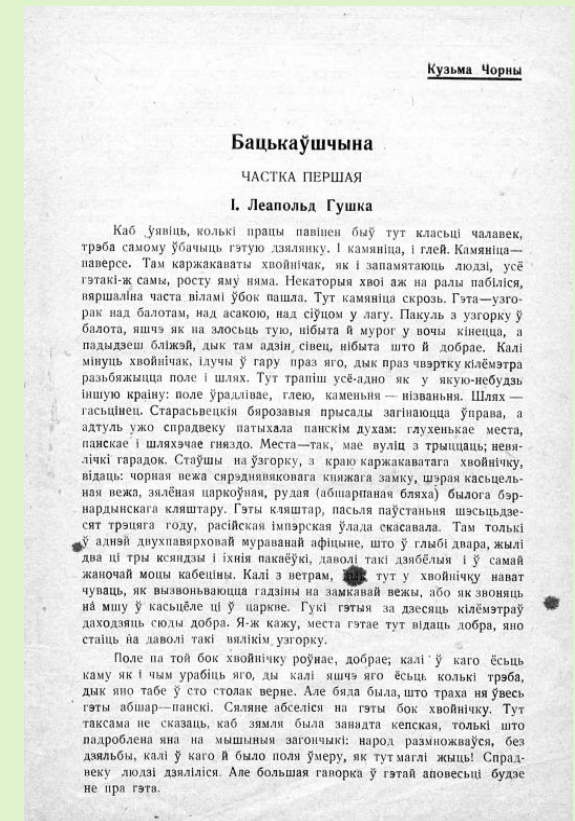 Кузьма Чорны
Бацькаўшчына
ЧАСТКА ПЕРШАЯ
I. Леапольд Гушка
Каб ўявіць, колькі працы павінен быў тут класьці чалавек,
трэба самому ўбачыць гэтую дзялянку. І камяніца, і глей. Камяніца—
наверсе. Там каржакаваты хвойнічак, як і запамятаюць людзі, усё
гэтакі-ж самы, росту яму няма. Некаторыя хвоі аж на ралы пабіліся,
вяршаліна часта віламі ўбок пашла. Тут камяніца скрозь. Гэта—узго-
рак над балотам, над асакою, над сіўцом у лагу. Пакуль з узгорку ў
балота, яшчэ як на злосьць тую, нібыта й мурог у вочы кінецца, а
падыдзеш бліжэй, дык там адзін сівец, нібыта што й добрае. Калі
мінуць хвойнічак, ідучы ў гару праз яго, дык праз чвэртку кілёмэтра
разьбяжыцца поле і шлях. Тут трапіш усё-адно як у якую-небудзь
іншую краіну: поле ўрадлівае, глею, каменьня — нізваньня. Шлях —
гасьцінец. Старасьвецкія бярозавыя прысады загінаюцца ўправа, а
адтуль ужо спрадвеку патыхала панскім духам: глухенькае места,
панскае і шляхэчае гняздо. Места—так, мае вуліц з трыццаць; невя-
лічкі гарадок. Стаўшы на ўзгорку, з краю каржакаватага хвойнічку,
відаць: чорная вежа сярэднявяковага княжага замку, шэрая касьцель-
ная вежа, зялёная царкоўная, рудая (абшарпаная бляха) былога бэр-
нардынскага кляштару. Гэты кляштар, пасьля паўстаньня шэсьцьдзе-
сят трэцяга году, расійская імпэрская ўлада скасавала. Там толькі
ў аднэй двухпавярховай мураванай афіцыне, што ў глыбі двара, жылі
два ці тры ксяндзы і іхнія пакаёўкі, даволі такі дзябёлыя і ў самай
жаночай моцы кабеціны. Калі з ветрам, тут у хвойнічку нават
чуваць, як вызвоньваюцца гадзіны на замкавай вежы, або як звоняць
на́ мшу ў касьцёле ці ў царкве. Гукі гэтыя за дзесяць кілёмэтраў
даходзяць сюды добра. Я-ж кажу, места гэтае тут відаць добра, яно
стаіць на даволі такі вялікім узгорку.
Поле па той бок хвойнічку роўнае, добрае; калі ў каго ёсьць
каму як і чым урабіць яго, ды калі яшчэ яго ёсьць колькі трэба,
дык яно табе ў сто столак верне. Але бяда была, што траха ня ўвесь
гэты абшар—панскі. Сяляне абселіся на гэты бок хвойнічку. Тут
таксама не сказаць, каб зямля была занадта кепская, толькі што
падроблена яна на мышыныя загончыкі: народ размножваўся, без
дзяльбы, калі ў каго й было поля ўмеру, як тут маглі жыць! Спрад-
веку людзі дзяліліся. Але большая гаворка ў гэтай аповесьці будзе
не пра гэта.